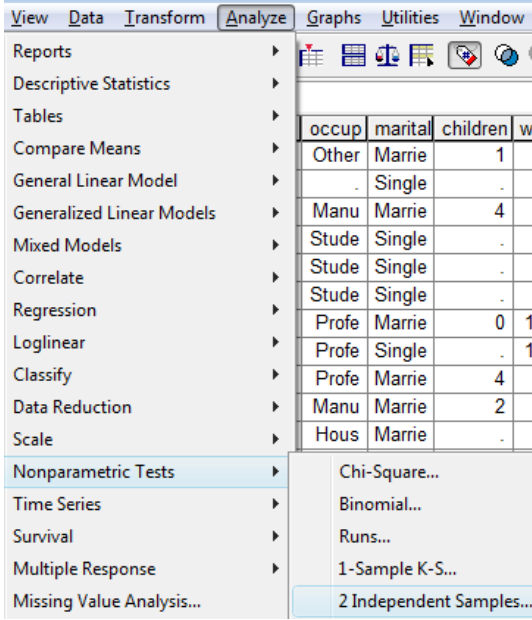 View Data Transform Analyze Graphs Utilities Window
Reports
Descriptive Statistics
Tables
Compare Means
General Linear Model
Generalized Linear Models
Mixed Models
Correlate
Regression
Loglinear
Classify
Data Reduction
Scale
Nonparametric Tests
Time Series
Survival
Multiple Response
Missing Value Analysis...
occup marital children w
Other Marrie 1
. Single .
Manu Marrie 4
Stude Single .
Stude Single .
Stude Single .
Profe Marrie 0 1
Profe Single . 1
Profe Marrie 4
Manu Marrie 2
Hous Marrie .
Chi-Square...
Binomial...
Runs...
1-Sample K-S...
2 Independent Samples...